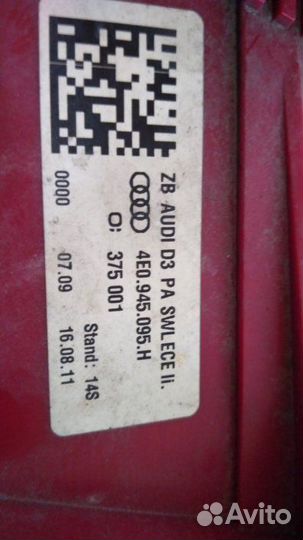 ZB AUDI D3 PA SWLECE li.
4E0.945.095.H
O: 375 001
Stand: 14S.
0000 07.09 16.08.11
Avito